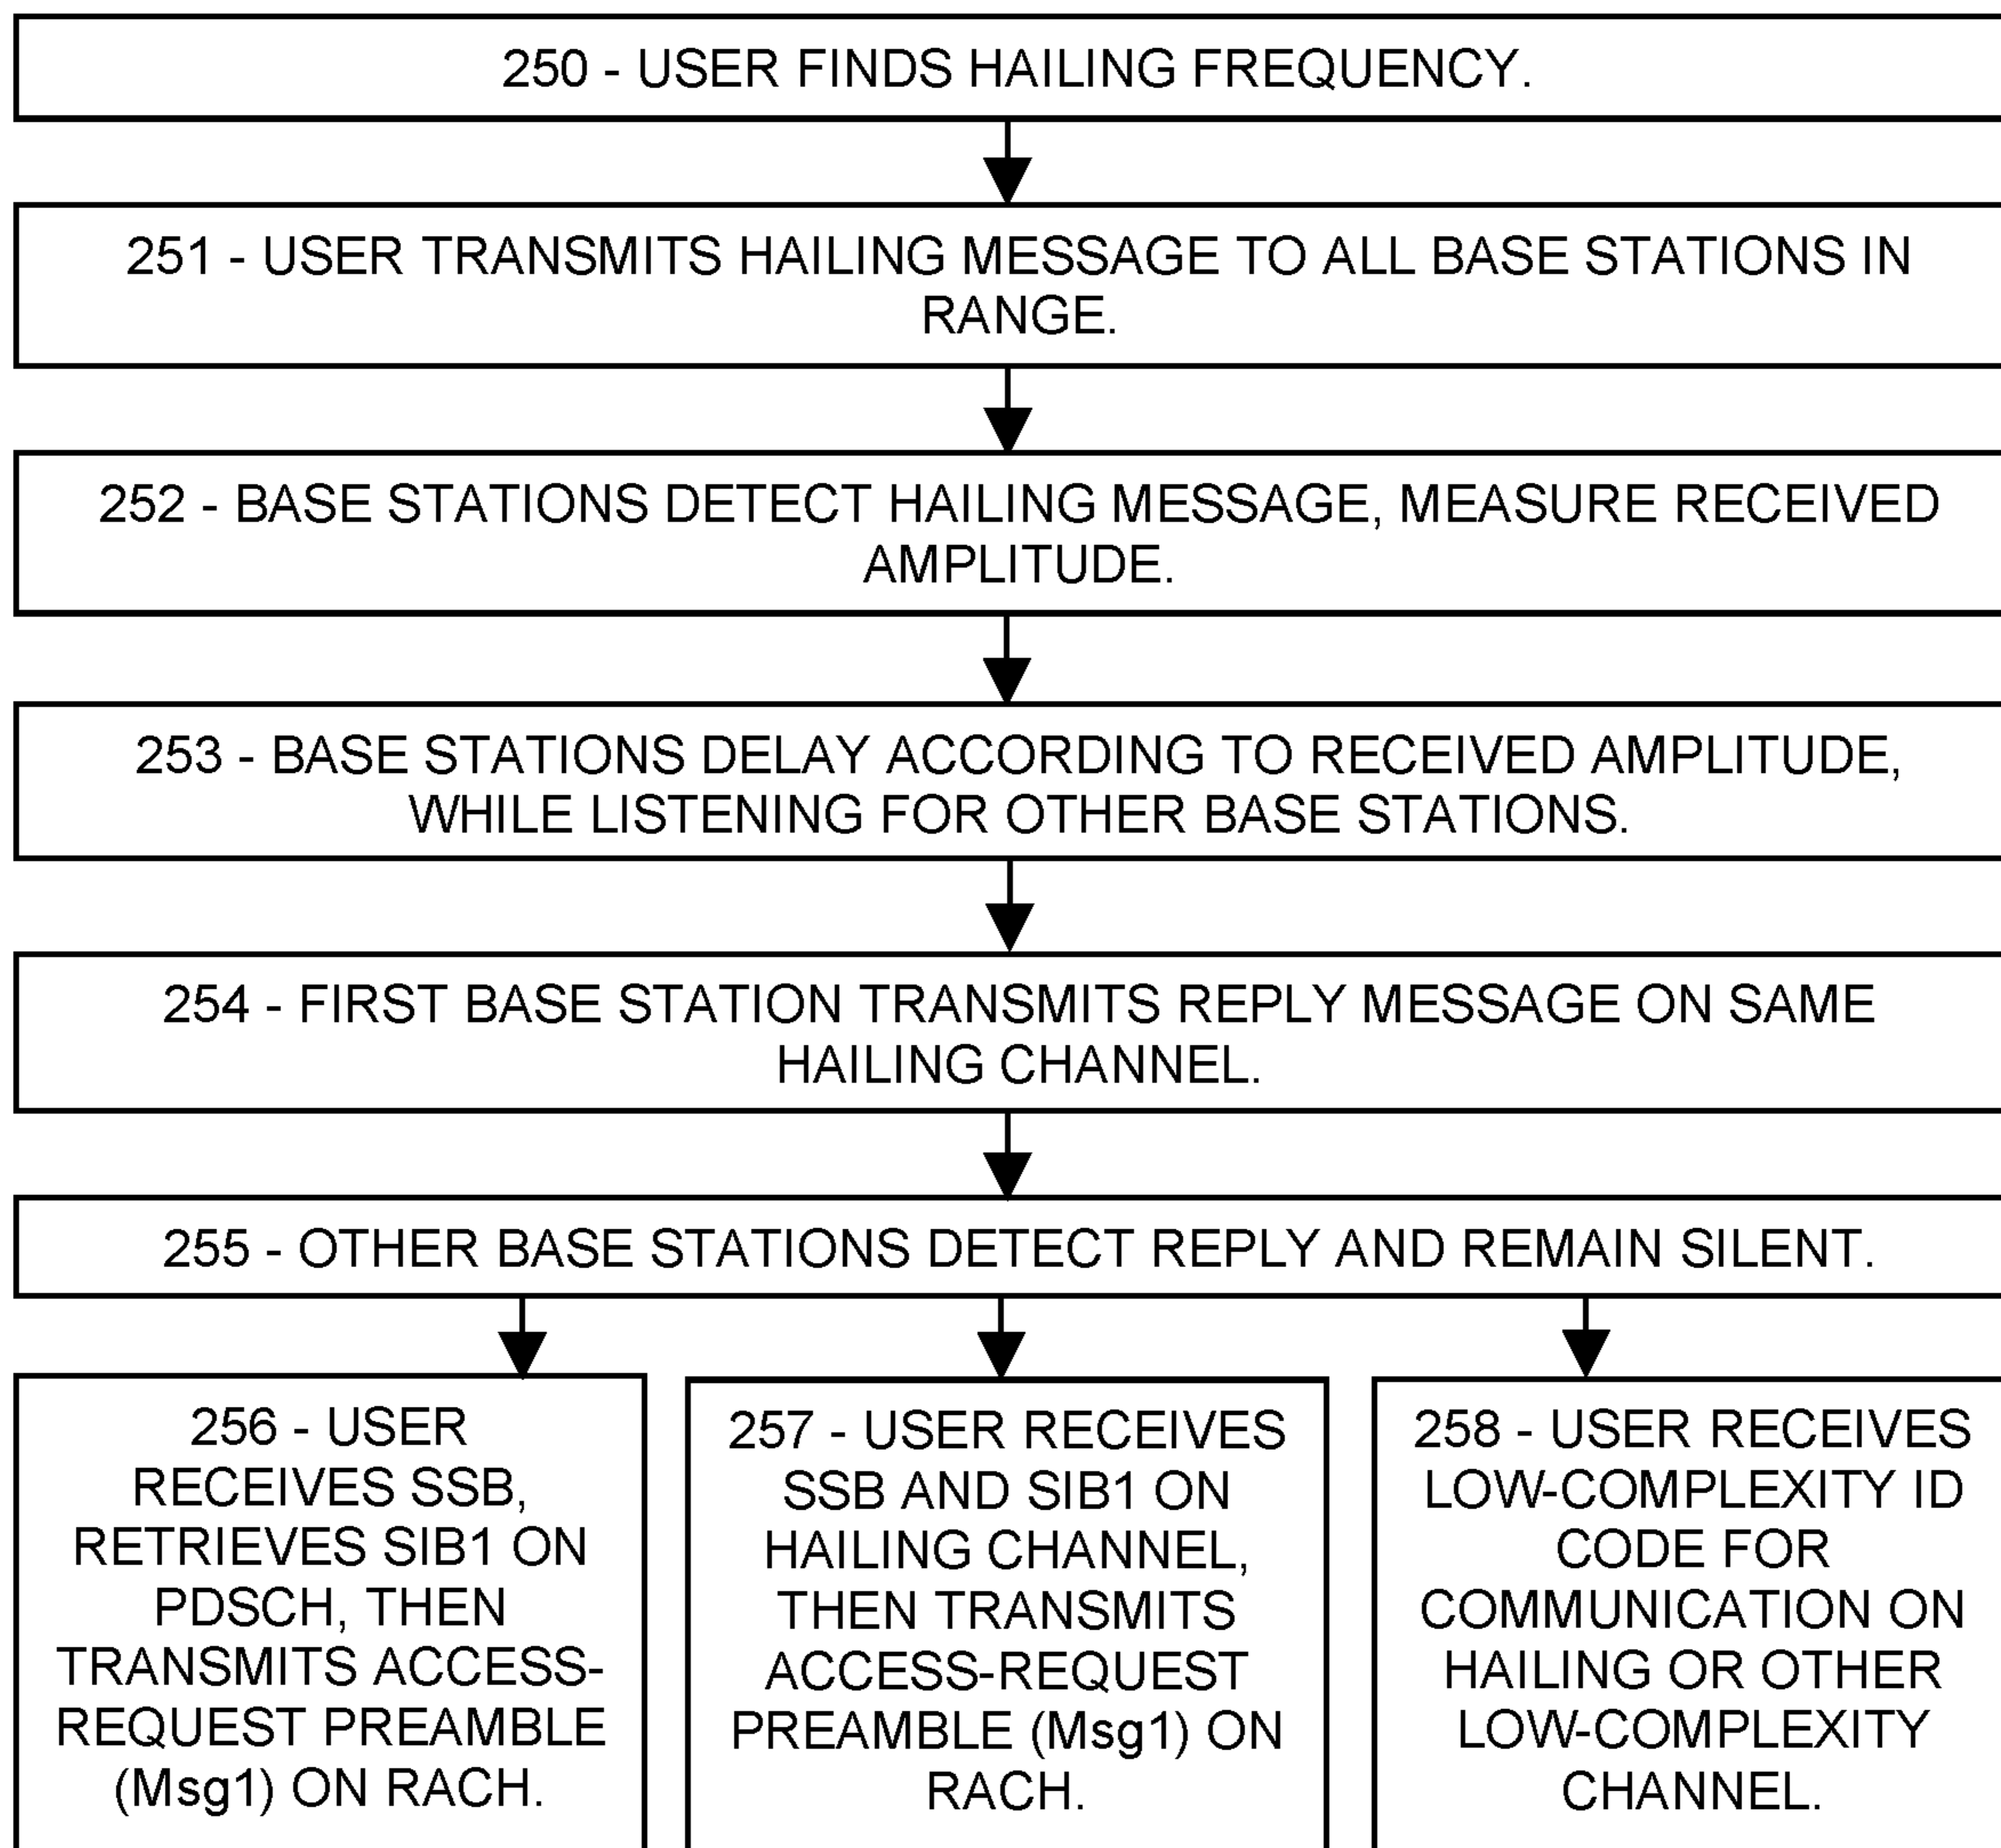 250 - USER FINDS HAILING FREQUENCY.
251 - USER TRANSMITS HAILING MESSAGE TO ALL BASE STATIONS IN
RANGE.
252 - BASE STATIONS DETECT HAILING MESSAGE, MEASURE RECEIVED
AMPLITUDE.
253 - BASE STATIONS DELAY ACCORDING TO RECEIVED AMPLITUDE,
WHILE LISTENING FOR OTHER BASE STATIONS.
254 - FIRST BASE STATION TRANSMITS REPLY MESSAGE ON SAME
HAILING CHANNEL.
255 - OTHER BASE STATIONS DETECT REPLY AND REMAIN SILENT.
256 - USER
RECEIVES SSB,
RETRIEVES SIB1 ON
PDSCH, THEN
TRANSMITS ACCESS-
REQUEST PREAMBLE
(Msg1) ON RACH.
257 - USER RECEIVES
SSB AND SIB1 ON
HAILING CHANNEL,
THEN TRANSMITS
ACCESS-REQUEST
PREAMBLE (Msg1) ON
RACH.
258 - USER RECEIVES
LOW-COMPLEXITY ID
CODE FOR
COMMUNICATION ON
HAILING OR OTHER
LOW-COMPLEXITY
CHANNEL.